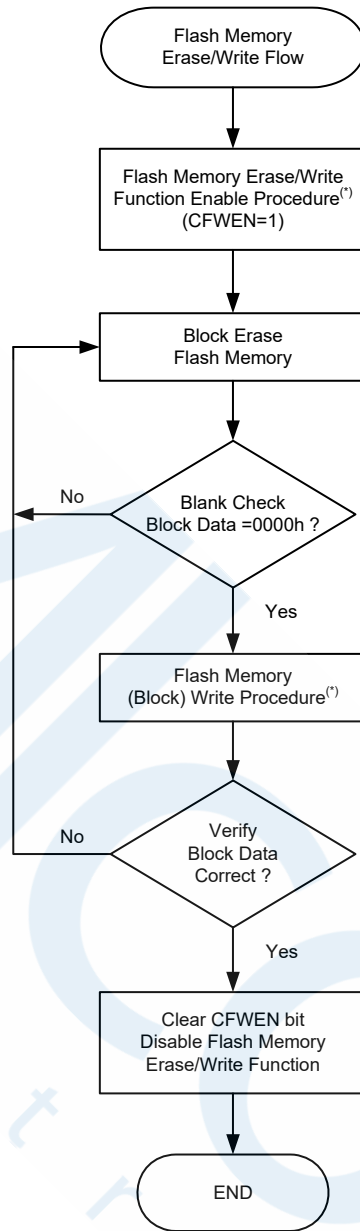 Flash Memory
Erase/Write Flow
Flash Memory Erase/Write
Function Enable Procedure(*)
(CFWEN=1)
Block Erase
Flash Memory
No
Blank Check
Block Data =0000h ?
Yes
Flash Memory
(Block) Write Procedure(*)
No
Verify
Block Data
Correct ?
Yes
Clear CFWEN bit
Disable Flash Memory
Erase/Write Function
END